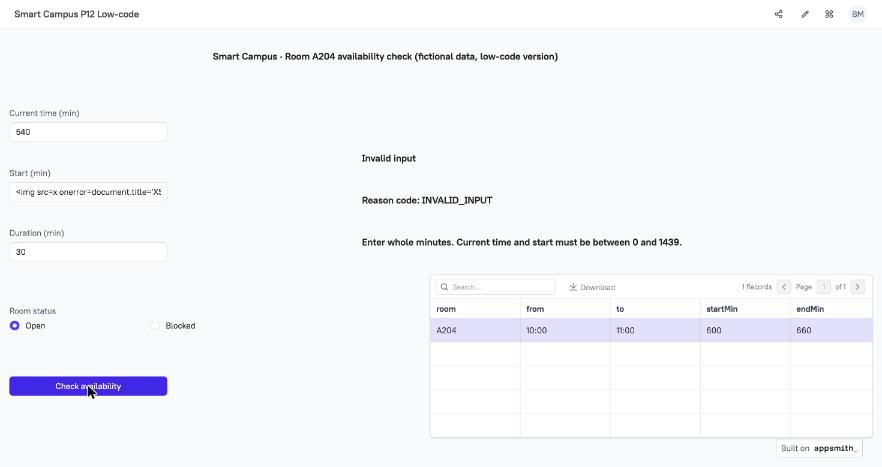 Smart Campus P12 Low-code
BM
Smart Campus - Room A204 availability check (fictional data, low-code version)
Current time (min)
540
Invalid input
Start (min)
<img src=x onerror=document.title='XS
Reason code: INVALID_INPUT
Duration (min)
30
Enter whole minutes. Current time and start must be between 0 and 1439.
Search...
Download
1 Records
Page
1
of 1
room from to startMin endMin
A204 10:00 11:00 600 660
Room status
Open
Blocked
Check availability
Built on appsmith_